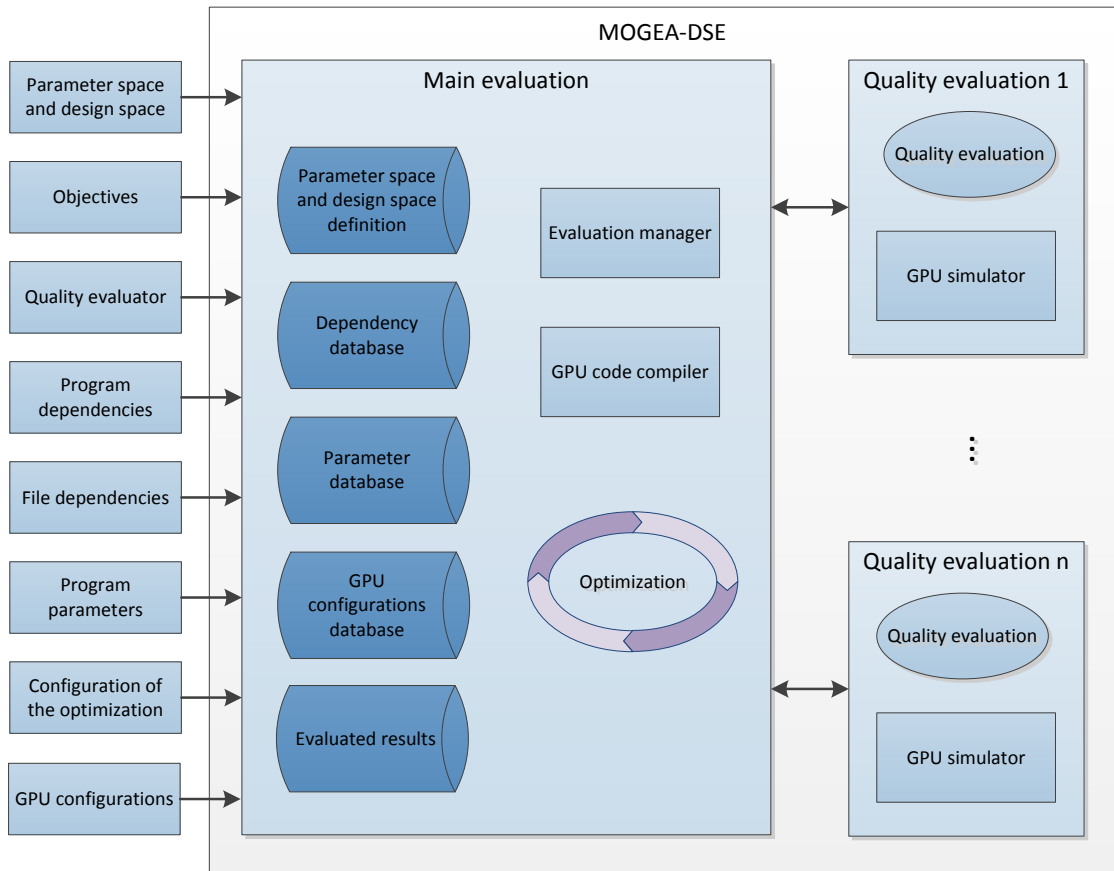 MOGEA-DSE
Parameter space
and design space
Objectives
Quality evaluator
Program
dependencies
File dependencies
Program
parameters
Configuration of
the optimization
GPU configurations
Main evaluation
Parameter space
and design space
definition
Dependency
database
Parameter
database
GPU
configurations
database
Evaluated results
Evaluation manager
GPU code compiler
Optimization
Quality evaluation 1
Quality evaluation
GPU simulator
Quality evaluation n
Quality evaluation
GPU simulator